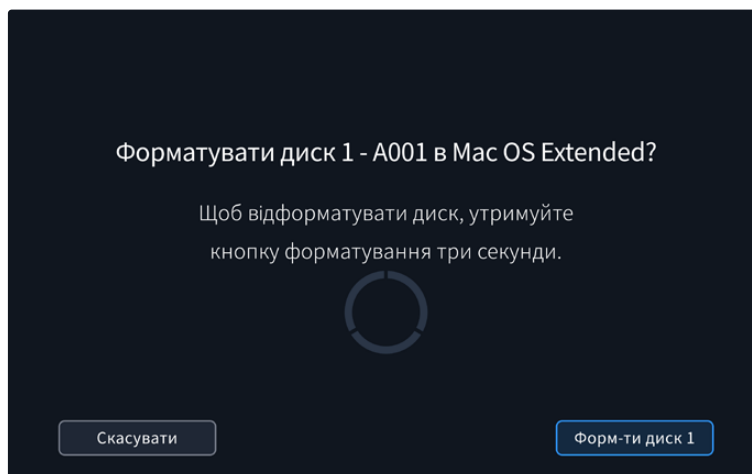 Форматувати диск 1 - A001 в Mac OS Extended?
Щоб відформатувати диск, утримуйте
кнопку форматування три секунди.
Скасувати
Форм-ти диск 1